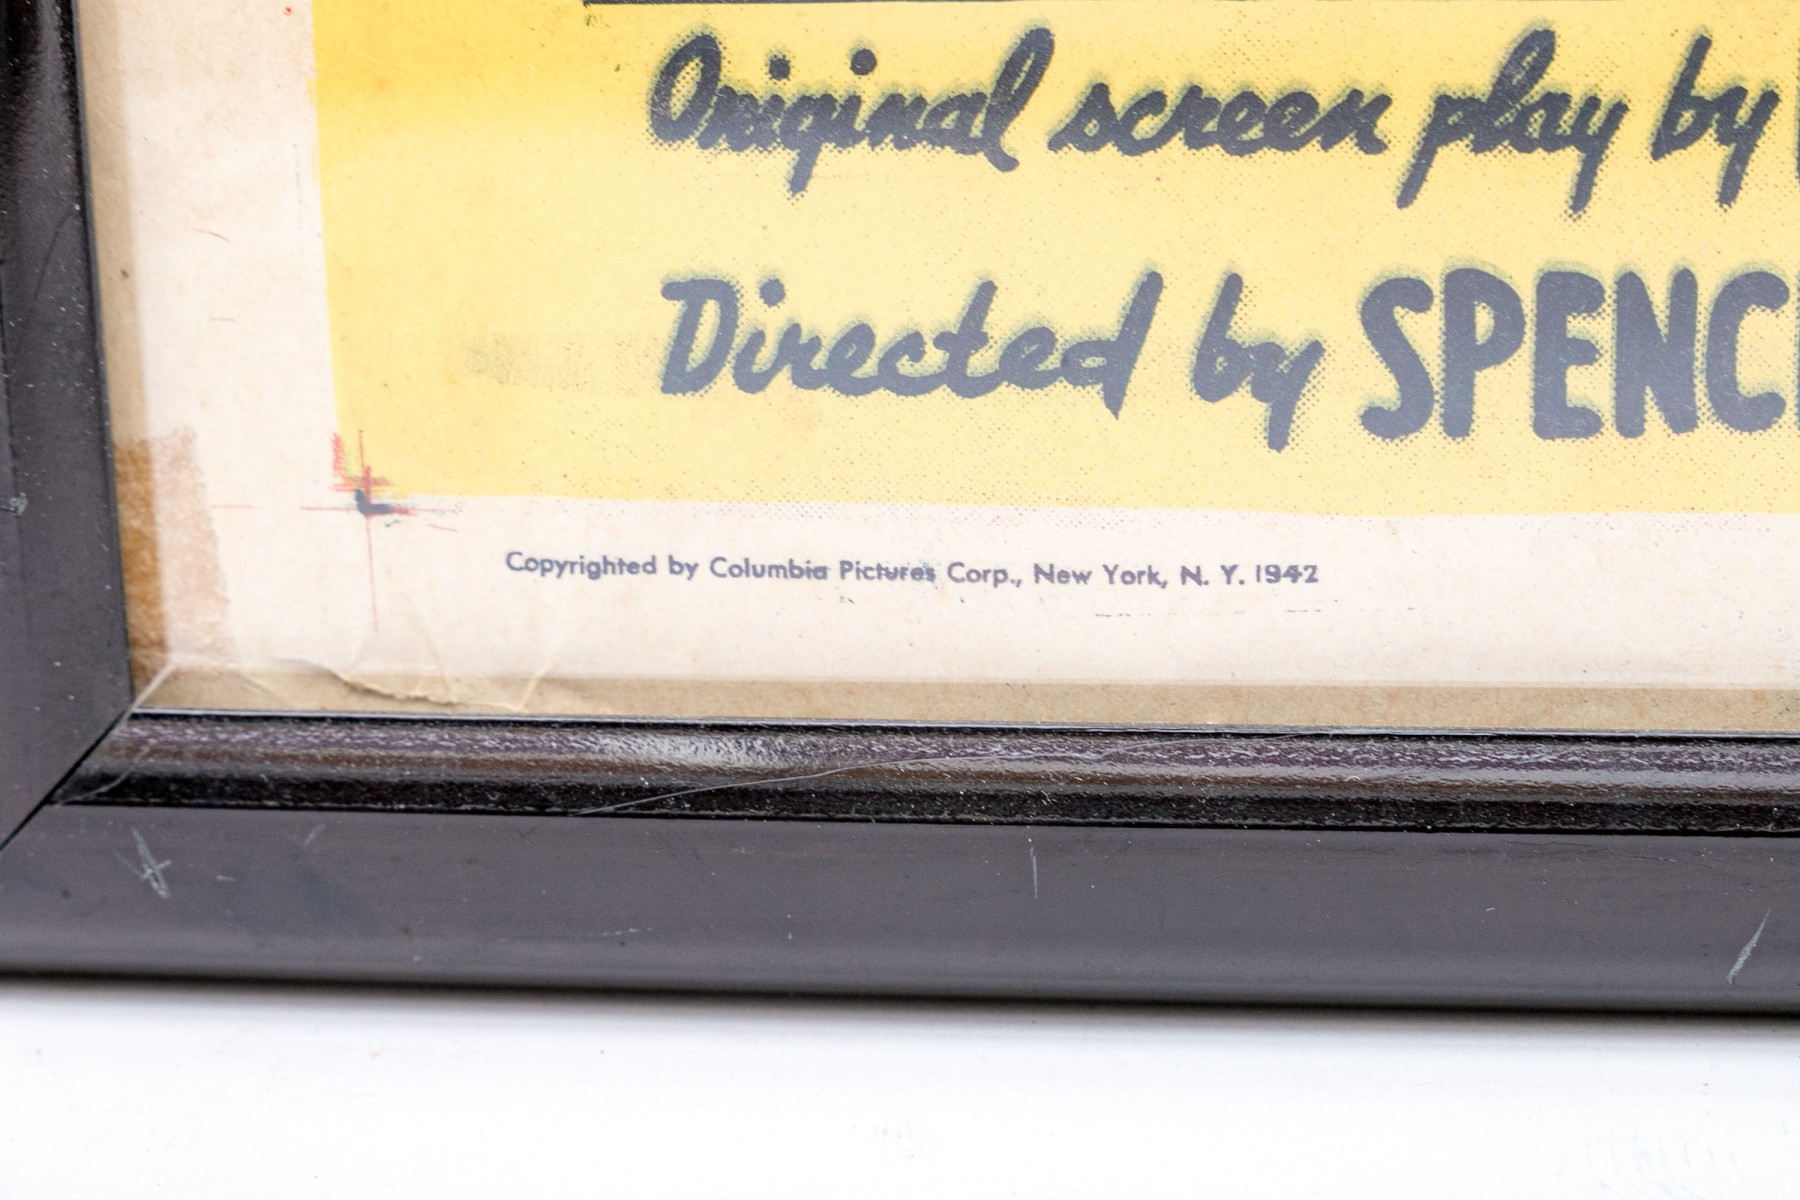 Original screen play by
Directed by SPENC
Copyrighted by Columbia Pictures Corp., New York, N. Y. 1942